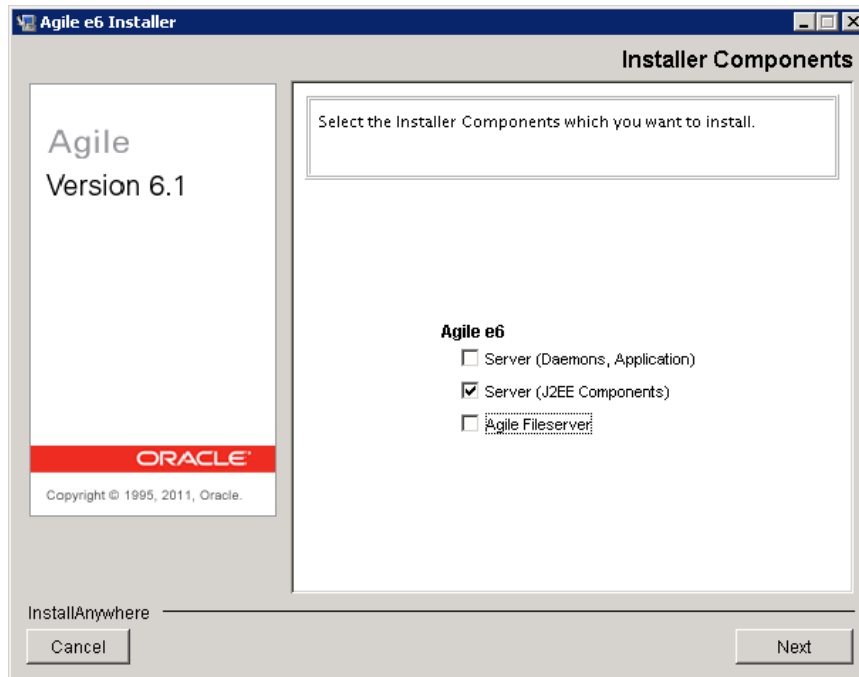 Agile e6 Installer
Installer Components
Agile
Version 6.1
Select the Installer Components which you want to install.
Agile e6
Server (Daemons, Application)
Server (J2EE Components)
Agile Fileserver
ORACLE
Copyright © 1995, 2011, Oracle.
InstallAnywhere
Cancel
Next